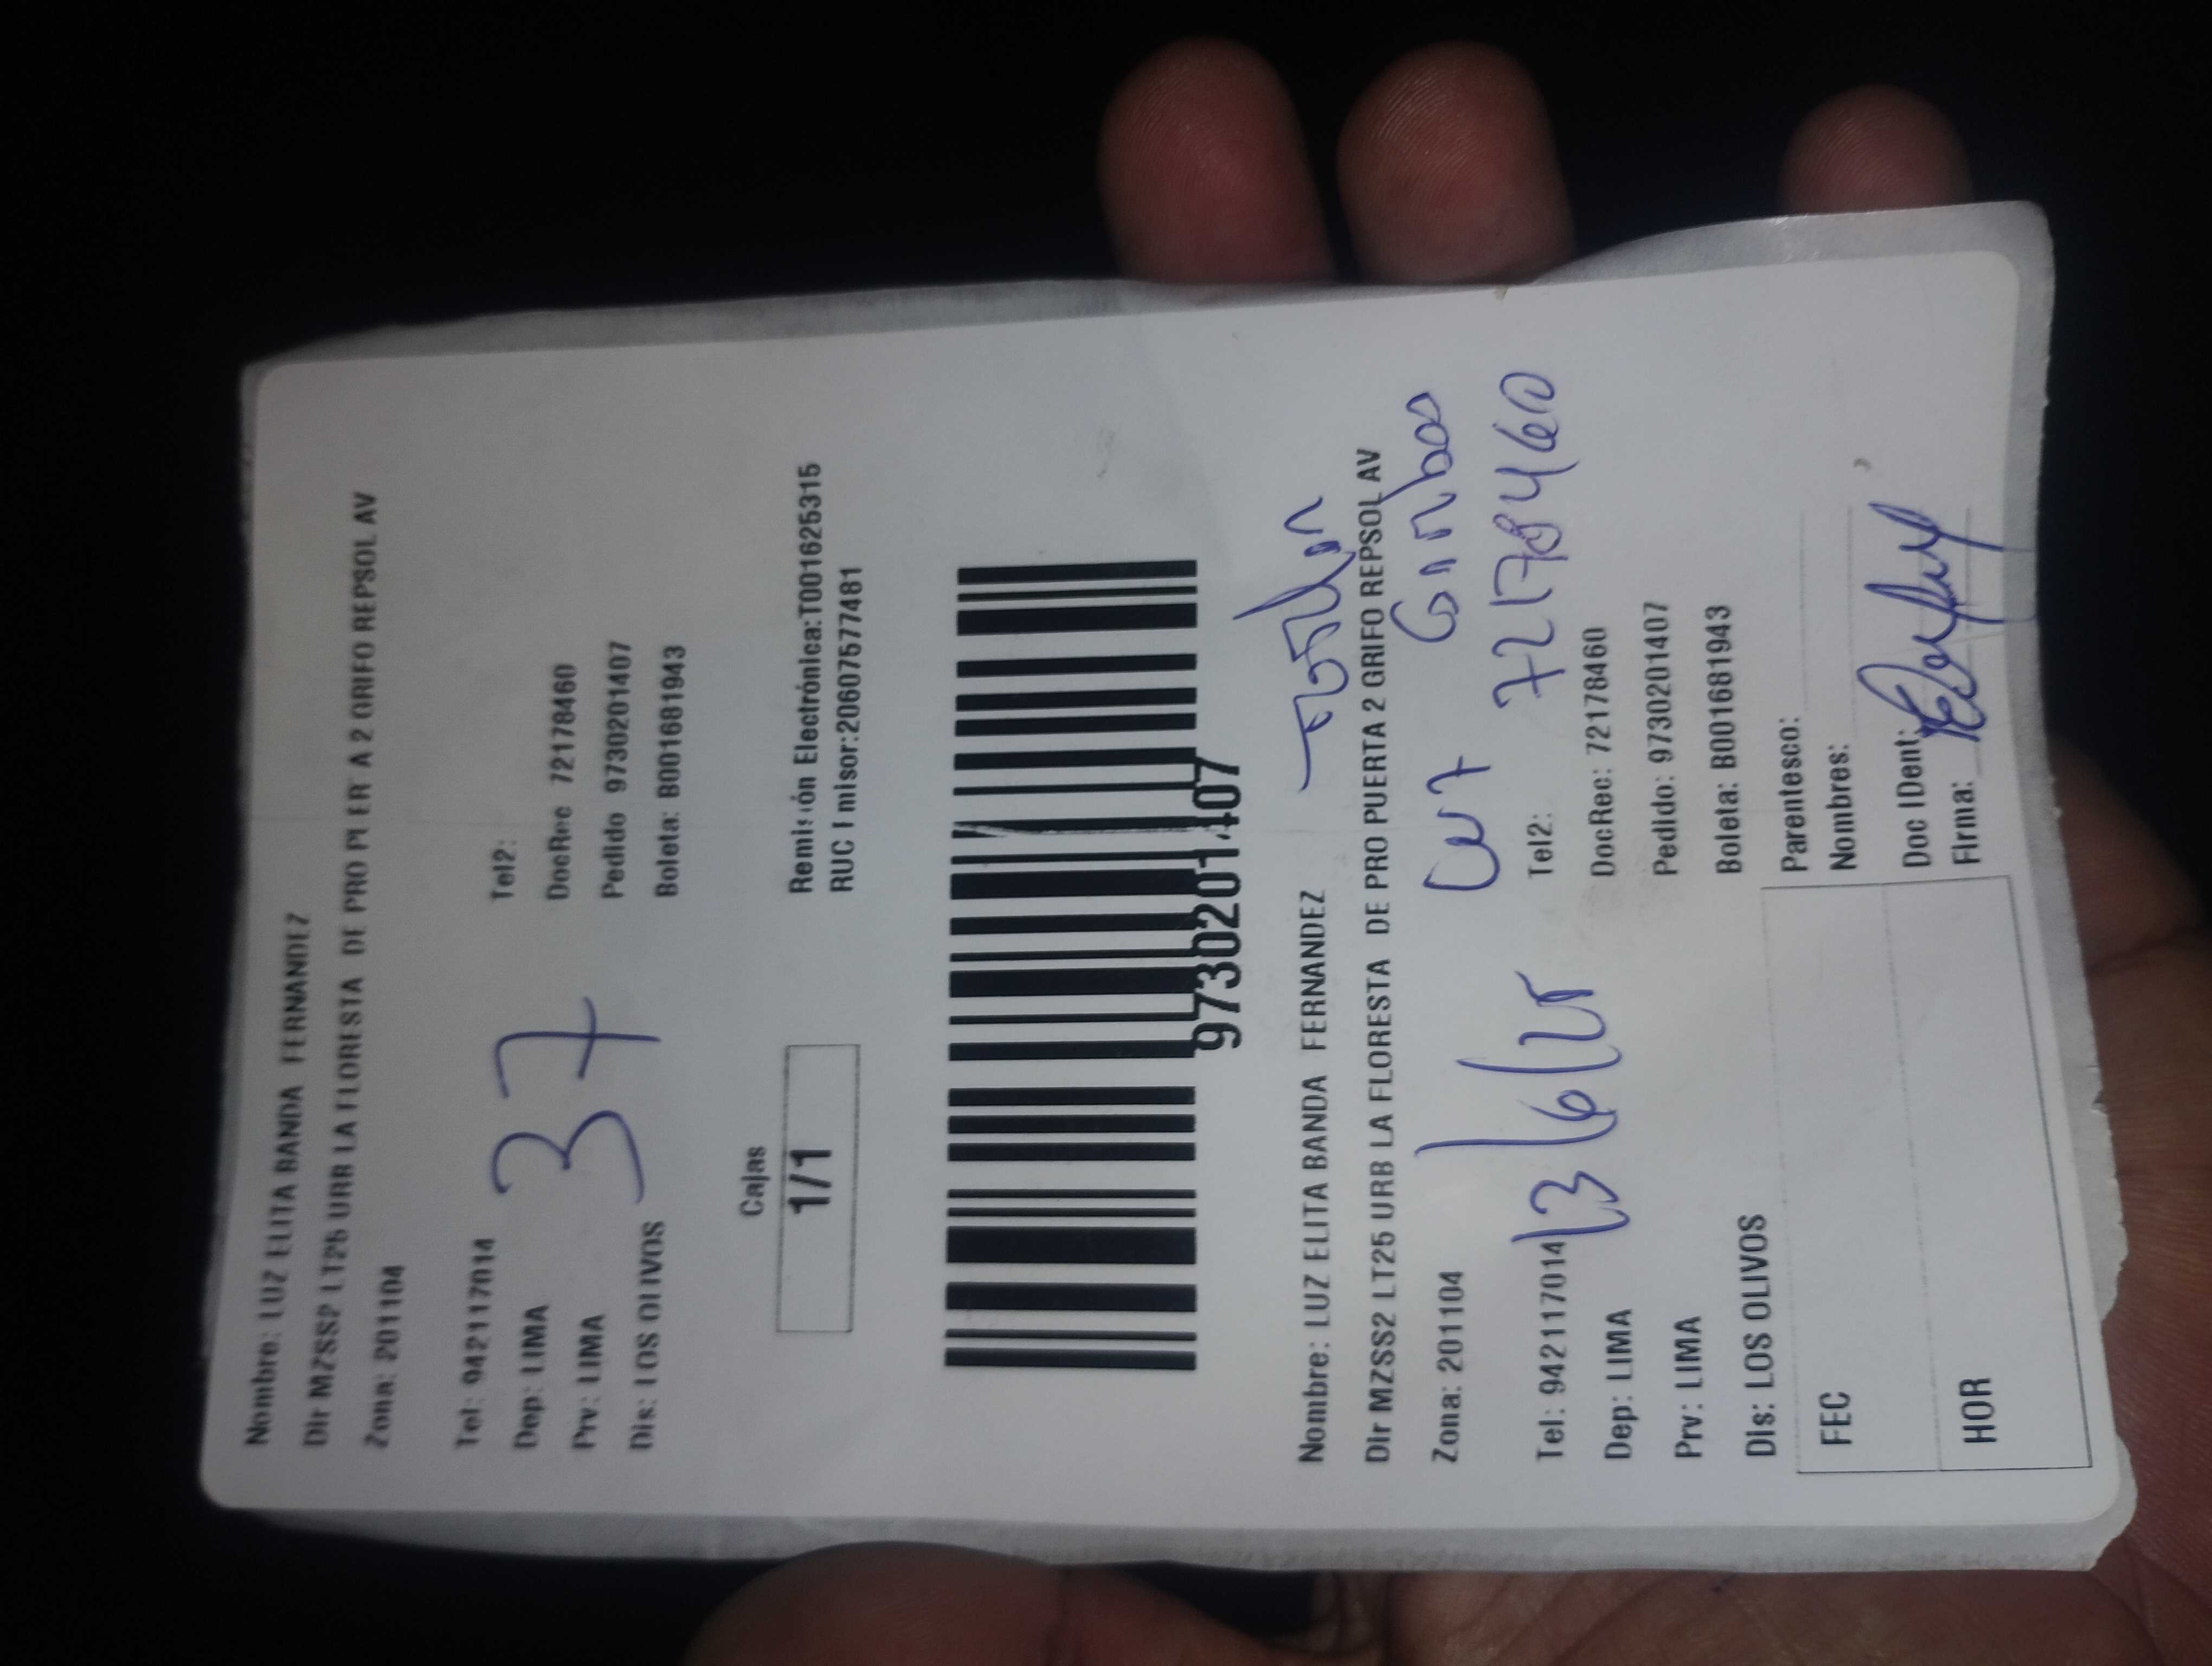 Nombre: LUZ ELITA BANDA FERNANDEZ
Dir MZSS2 LT25 URB LA FLORESTA DE PRO PUERTA 2 GRIFO REPSOL AV
Zona: 201104
Tel: 942117014 Tel2:
Dep: LIMA DocRec 72178460
Prv: LIMA Pedido 9730201407
Dis: LOS OLIVOS Boleta: B001681943
37
Cajas
1/1
Remisión Electrónica:T001625315
RUC Emisor:20607577481
9730201407
Nombre: LUZ ELITA BANDA FERNANDEZ
Dir MZSS2 LT25 URB LA FLORESTA DE PRO PUERTA 2 GRIFO REPSOL AV
Zona: 201104
72178460
Tel: 942117014 Tel2:
13/6/25
Dep: LIMA DocRec: 72178460
Prv: LIMA Pedido: 9730201407
Dis: LOS OLIVOS Boleta: B001681943
FEC
Parentesco:
Nombres:
HOR
Doc IDent:
Firma: